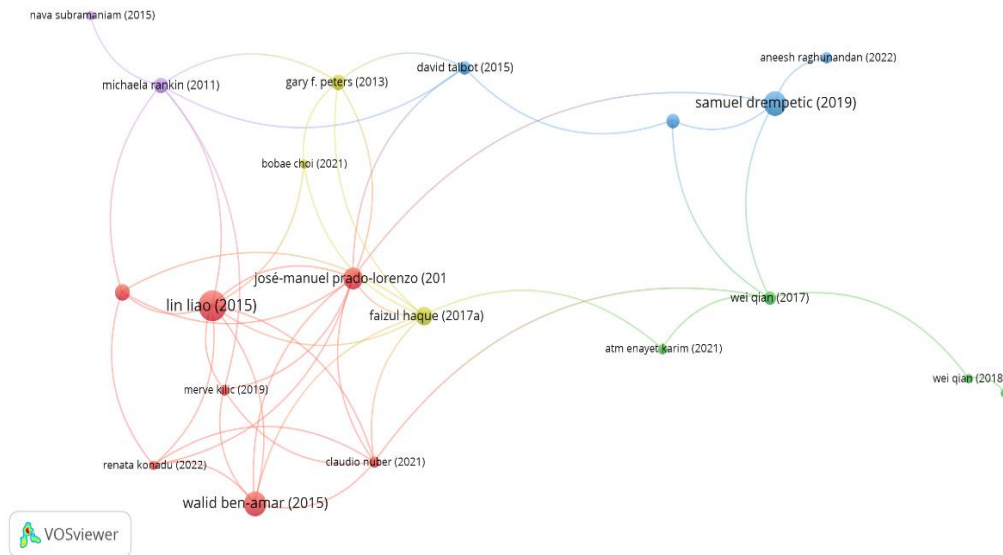 nava subramaniam (2015)
michaela rankin (2011)
gary f. peters (2013)
david talbot (2015)
aneesh raghunandan (2022)
samuel drempetic (2019)
bobae choi (2021)
josé-manuel prado-lorenzo (201
lin liao (2015)
faizul haque (2017a)
wei qian (2017)
atm enayet karim (2021)
wei qian (2018
merve kilic (2019)
renata konadu (2022)
claudio nuber (2021)
walid ben-amar (2015)
VOSviewer